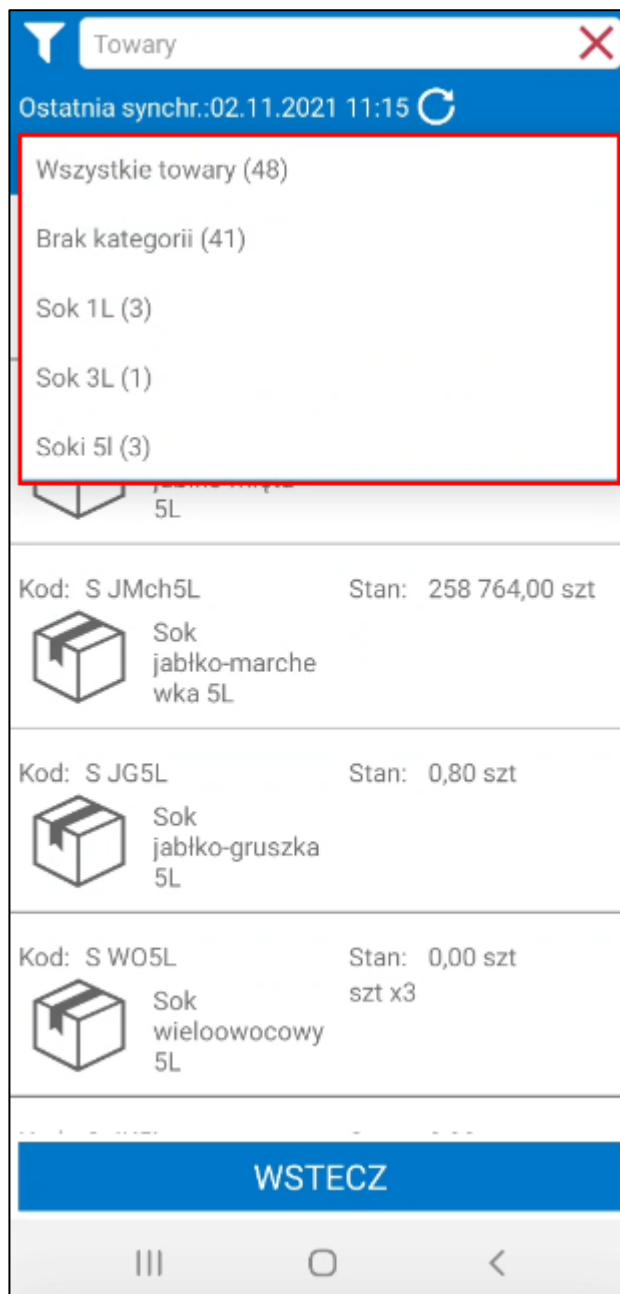 Towary
Ostatnia synchr.:02.11.2021 11:15
Wszystkie towary (48)
Brak kategorii (41)
Sok 1L (3)
Sok 3L (1)
Soki 5l (3)
5L
Kod: S JMch5L Stan: 258 764,00 szt
Sok
jabłko-marche
wka 5L
Kod: S JG5L Stan: 0,80 szt
Sok
jabłko-gruszka
5L
Kod: S WO5L Stan: 0,00 szt
szt x3
Sok
wieloowocowy
5L
WSTECZ